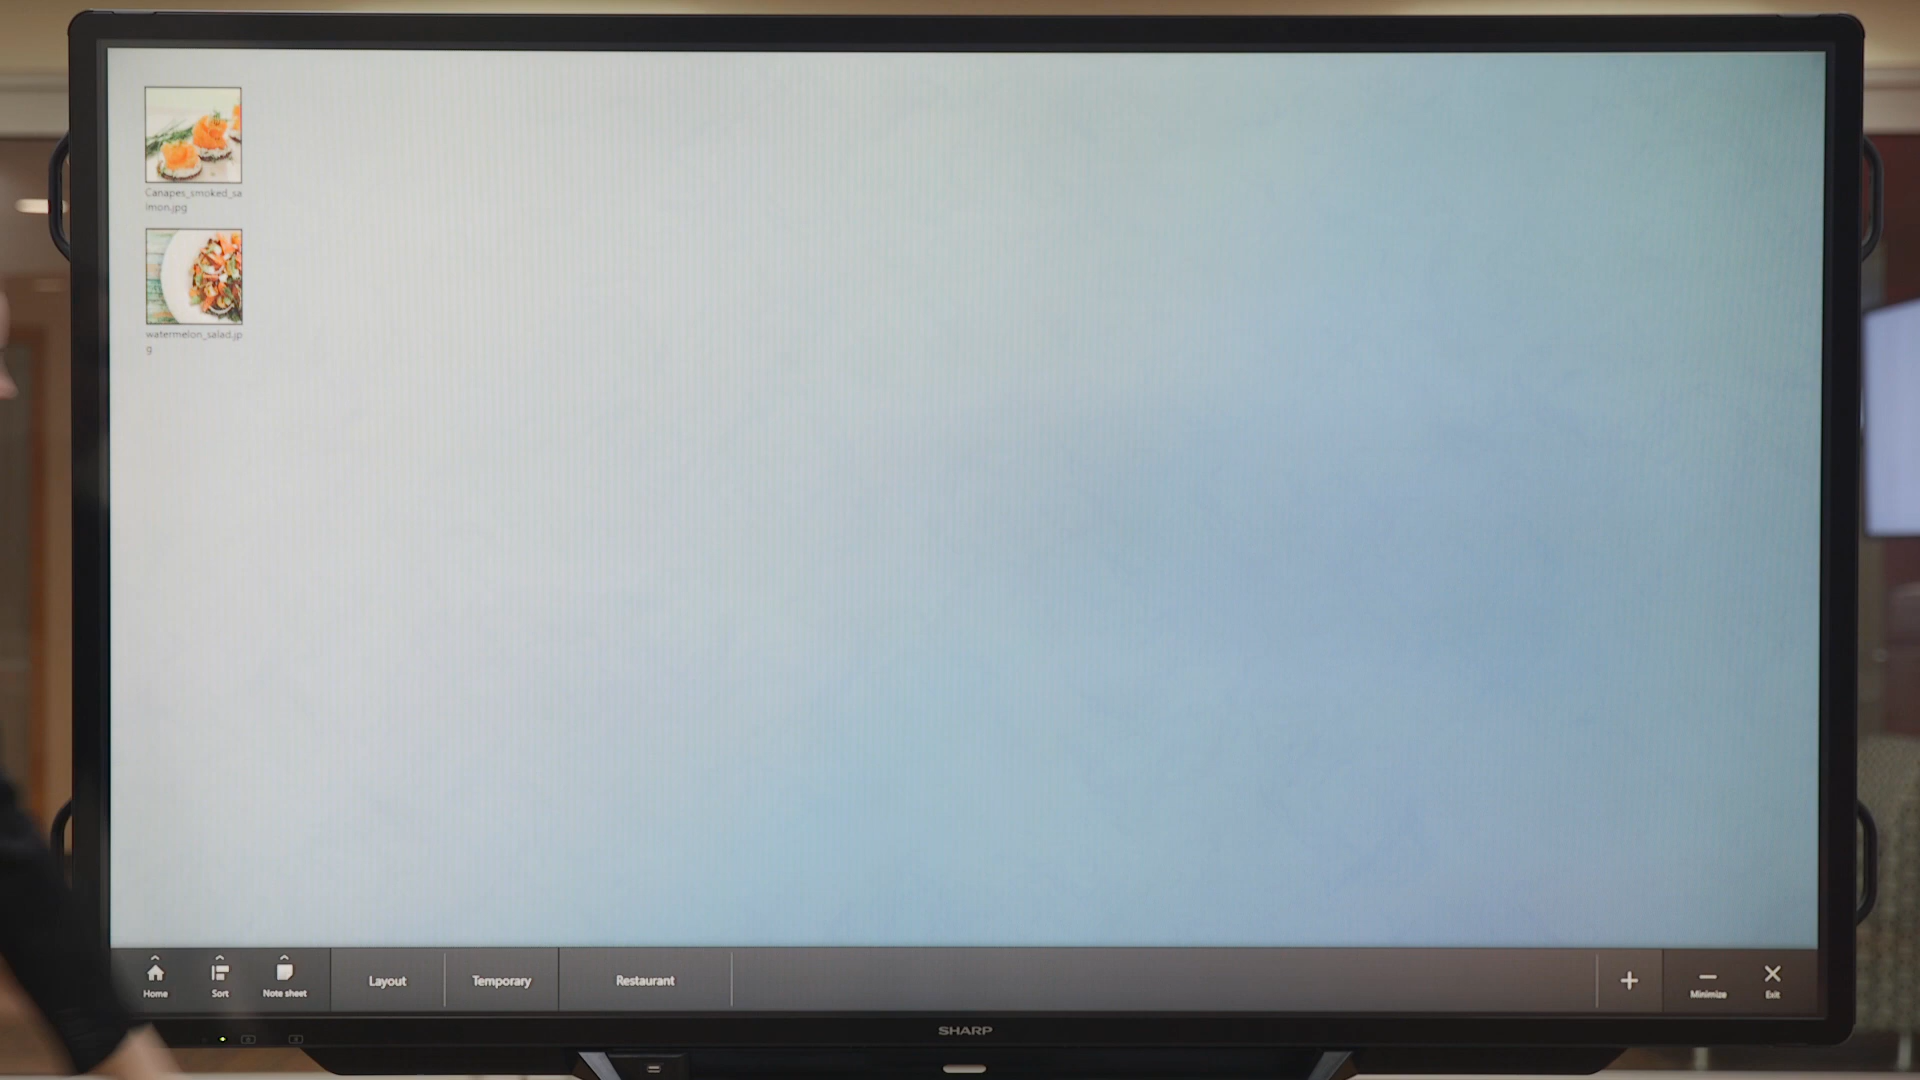 Canapes_smoked_sa
lmon.jpg
watermelon_salad.jp
g
Home
Sort
Note sheet
Layout
Temporary
Restaurant
+
Minimize
Exit
SHARP